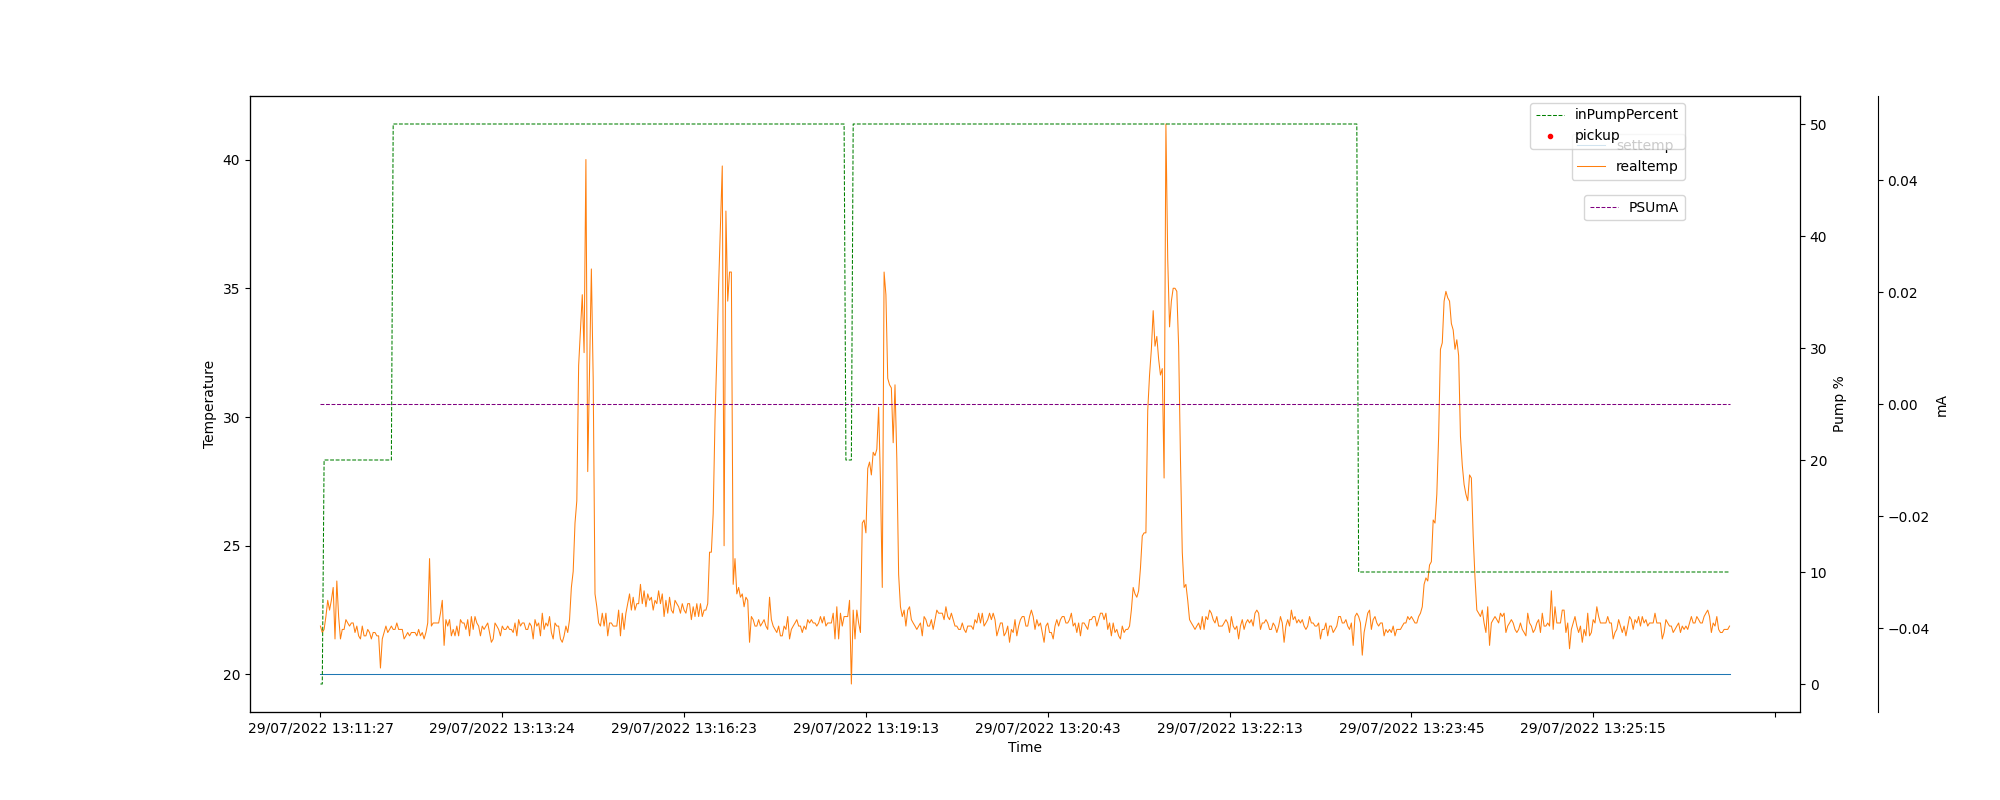 inPumpPercent
pickup
settemp
realtemp
PSUmA
40
35
30
25
20
Temperature
50
40
30
20
10
0
Pump %
0.04
0.02
0.00
−0.02
−0.04
mA
29/07/2022 13:11:27
29/07/2022 13:13:24
29/07/2022 13:16:23
29/07/2022 13:19:13
29/07/2022 13:20:43
29/07/2022 13:22:13
29/07/2022 13:23:45
29/07/2022 13:25:15
Time